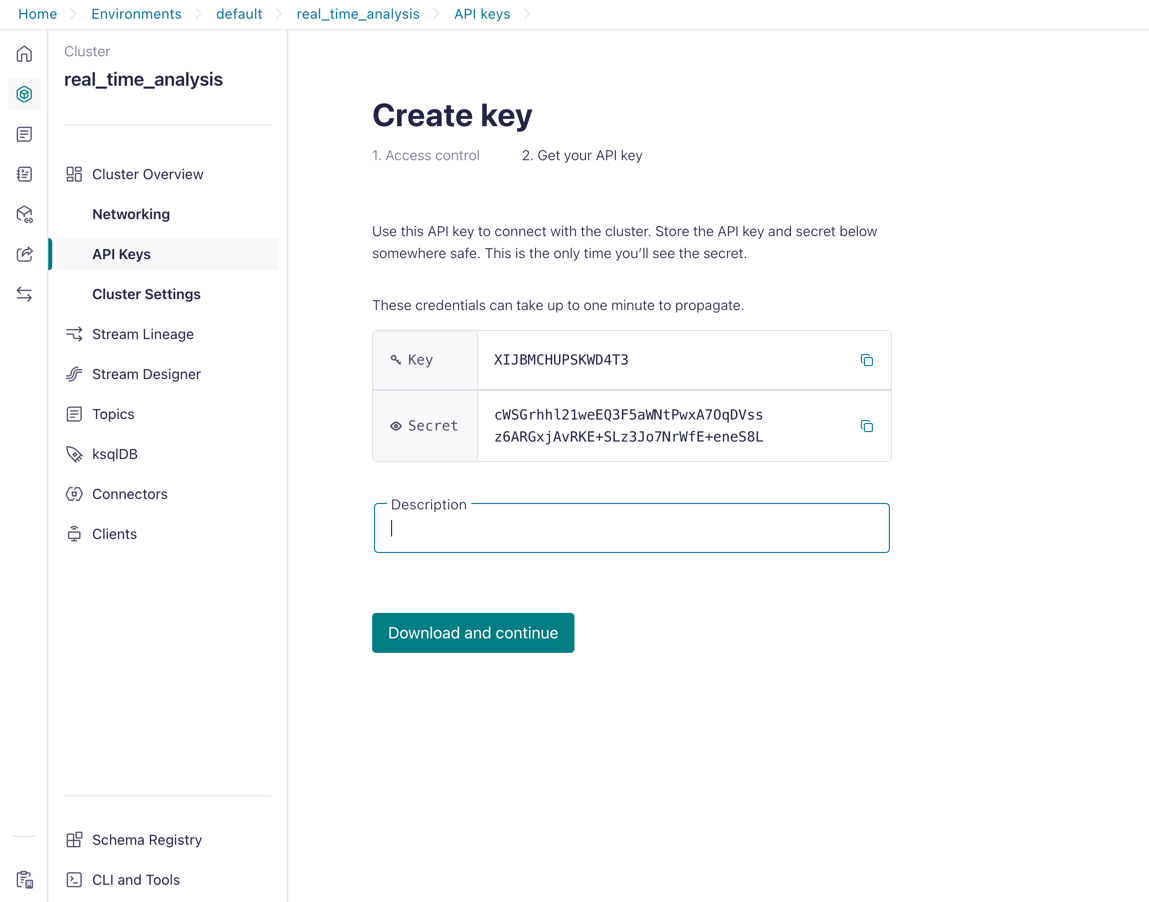 Home
Environments
default
real_time_analysis
API keys
Cluster
real_time_analysis
Cluster Overview
Networking
API Keys
Cluster Settings
Stream Lineage
Stream Designer
Topics
ksqlDB
Connectors
Clients
Schema Registry
CLI and Tools
Create key
1. Access control
2. Get your API key
Use this API key to connect with the cluster. Store the API key and secret below
somewhere safe. This is the only time you’ll see the secret.
These credentials can take up to one minute to propagate.
Key
XIJBMCHUPSKWD4T3
Secret
cWSGrhhl21weEQ3F5aWNtPwxA7OqDVss
z6ARGxjAvRKE+SLz3Jo7NrWfE+eneS8L
Description
Download and continue